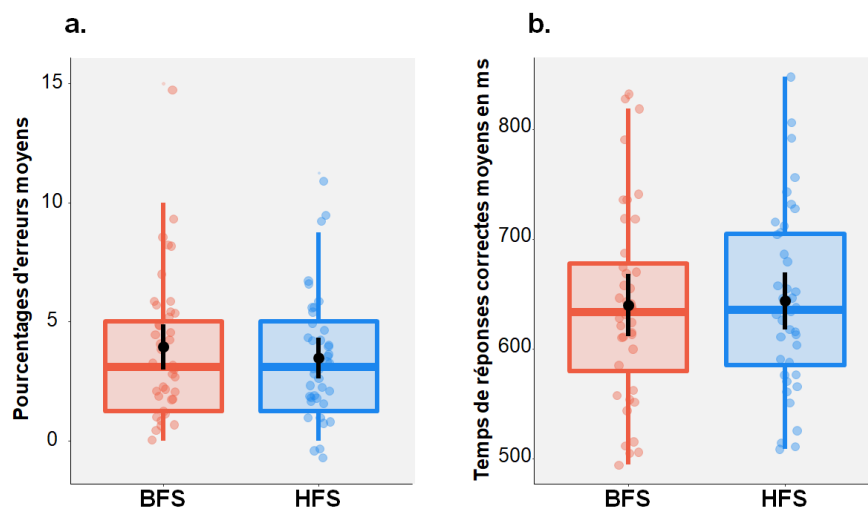 a.
Pourcentages d'erreurs moyens
15
10
5
0
BFS
HFS
b.
Temps de réponses correctes moyens en ms
800
700
600
500
BFS
HFS